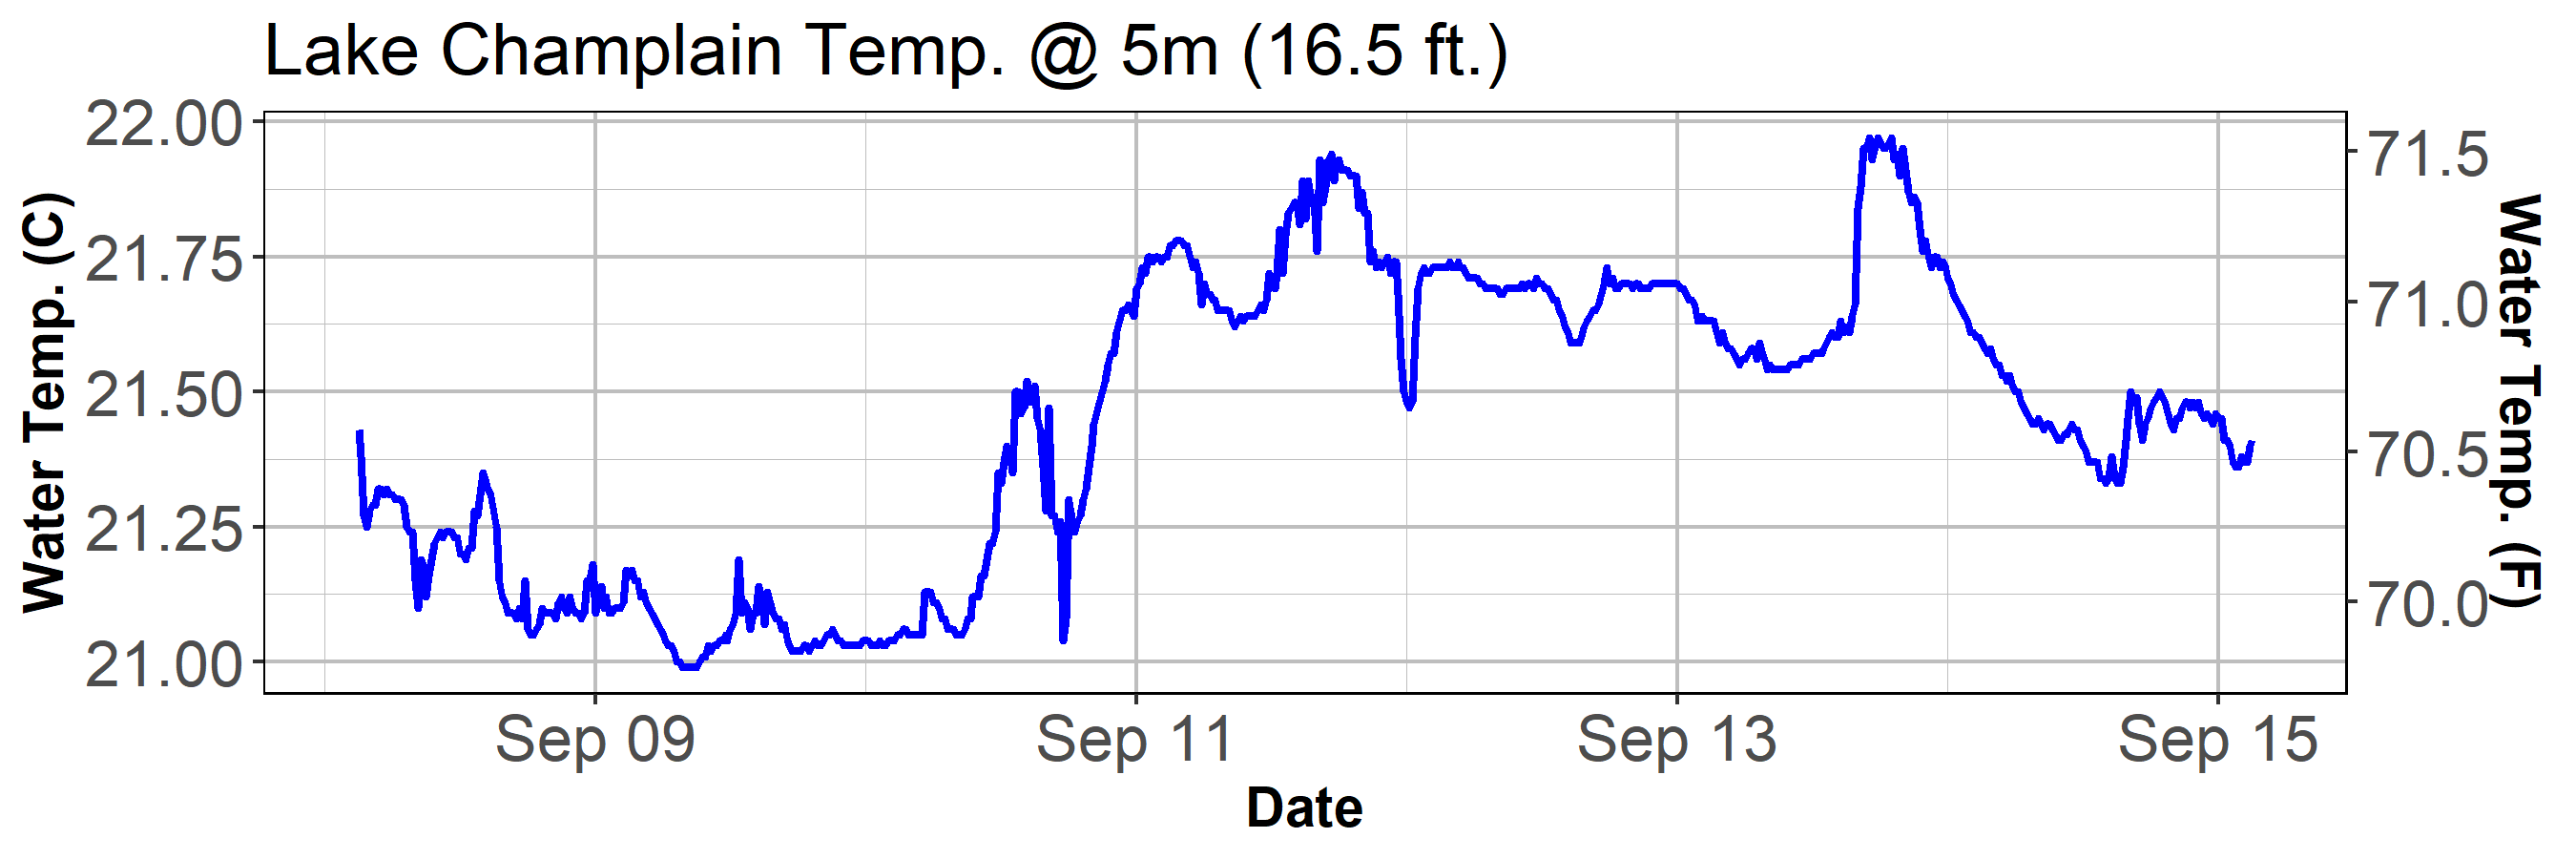 Lake Champlain Temp. @ 5m (16.5 ft.)
Water Temp. (C)
22.00
21.75
21.50
21.25
21.00
71.5
71.0
70.5
70.0
Water Temp. (F)
Sep 09 Sep 11 Sep 13 Sep 15
Date